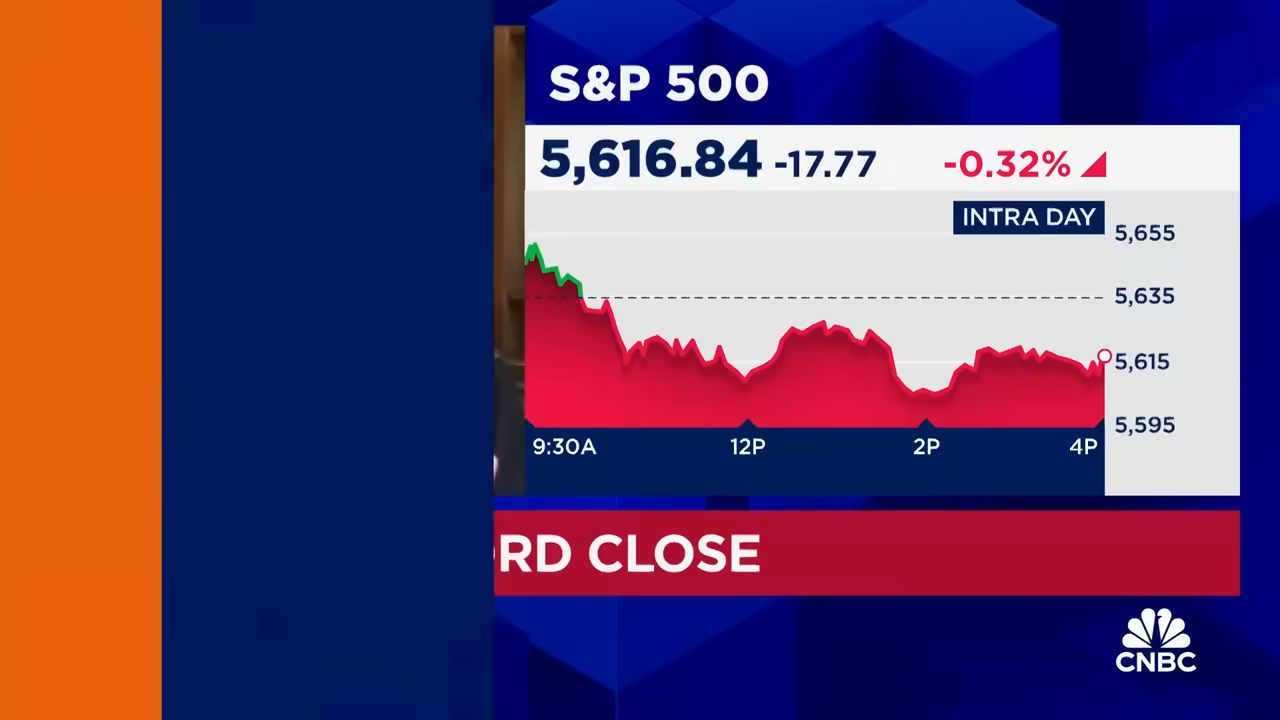 S&P 500
5,616.84 -17.77 -0.32%
INTRA DAY
5,655
5,635
5,615
5,595
9:30A 12P 2P 4P
RD CLOSE
CNBC